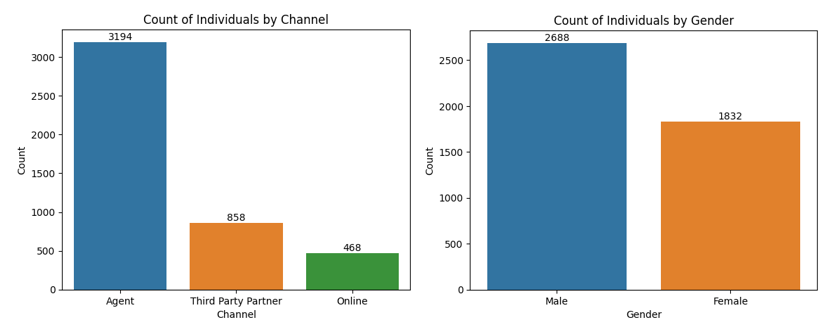 Count of Individuals by Channel
3194
3000
2500
2000
1500
1000
500
0
Count
858
468
Agent
Third Party Partner
Online
Channel
Count of Individuals by Gender
2688
2500
2000
1500
1000
500
0
Count
1832
Male
Female
Gender